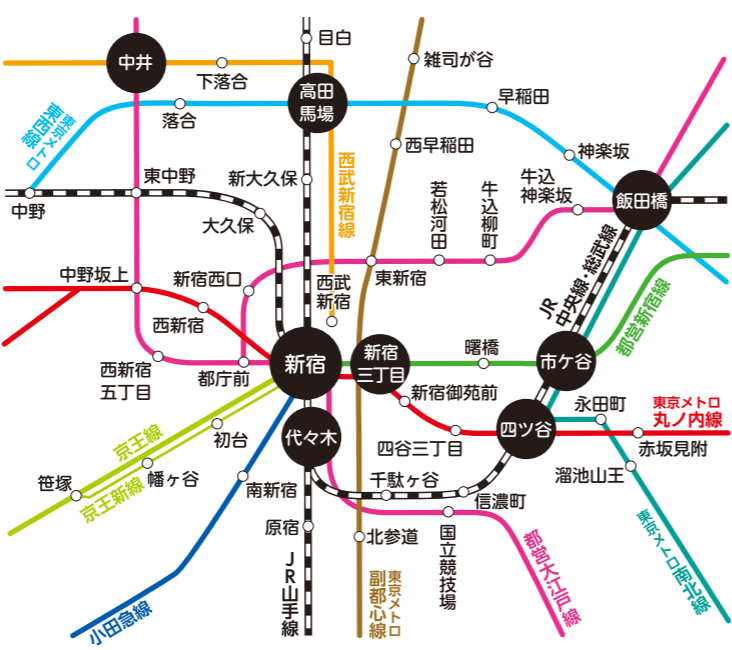 目白
中井
下落合
雑司が谷
高田
馬場
早稲田
落合
東京メトロ
東西線
西早稲田
神楽坂
東中野
新大久保
西武新宿線
若松河田
牛込柳町
牛込
神楽坂
飯田橋
中野
大久保
JR
中央線・総武線
中野坂上
新宿西口
西武
新宿
東新宿
都営新宿線
西新宿
新宿
新宿
三丁目
曙橋
市ケ谷
西新宿
五丁目
都庁前
新宿御苑前
永田町
東京メトロ
丸ノ内線
京王線
初台
代々木
四谷三丁目
四ツ谷
赤坂見附
笹塚
幡ヶ谷
京王新線
南新宿
千駄ヶ谷
信濃町
溜池山王
原宿
北参道
国立競技場
都営大江戸線
東京メトロ南北線
JR山手線
東京メトロ
副都心線
小田急線